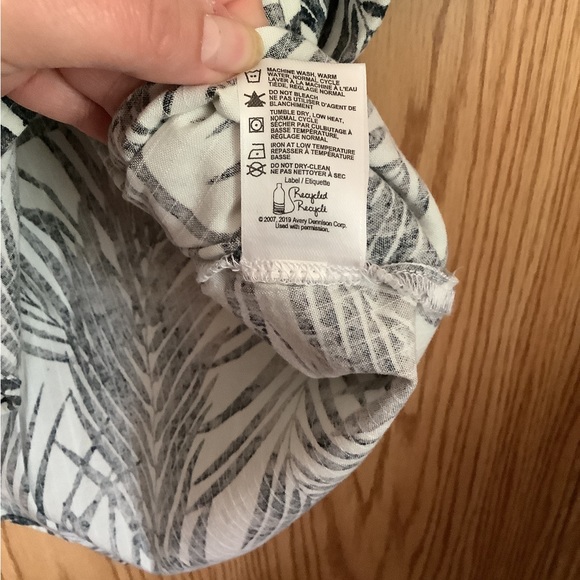 MACHINE WASH, WARM
WATER, NORMAL CYCLE
LAVER À LA MACHINE À L'EAU
TIÈDE, RÉGLAGE NORMAL
DO NOT BLEACH
NE PAS UTILISER D'AGENT DE
BLANCHIMENT
TUMBLE DRY, LOW HEAT,
NORMAL CYCLE
SÉCHER PAR CULBUTAGE À
BASSE TEMPÉRATURE,
RÉGLAGE NORMAL
IRON AT LOW TEMPERATURE
REPASSER À TEMPÉRATURE
BASSE
DO NOT DRY-CLEAN
NE PAS NETTOYER À SEC
Label / Étiquette
Recycled
Recyclé
© 2007, 2019 Avery Dennison Corp.
Used with permission.